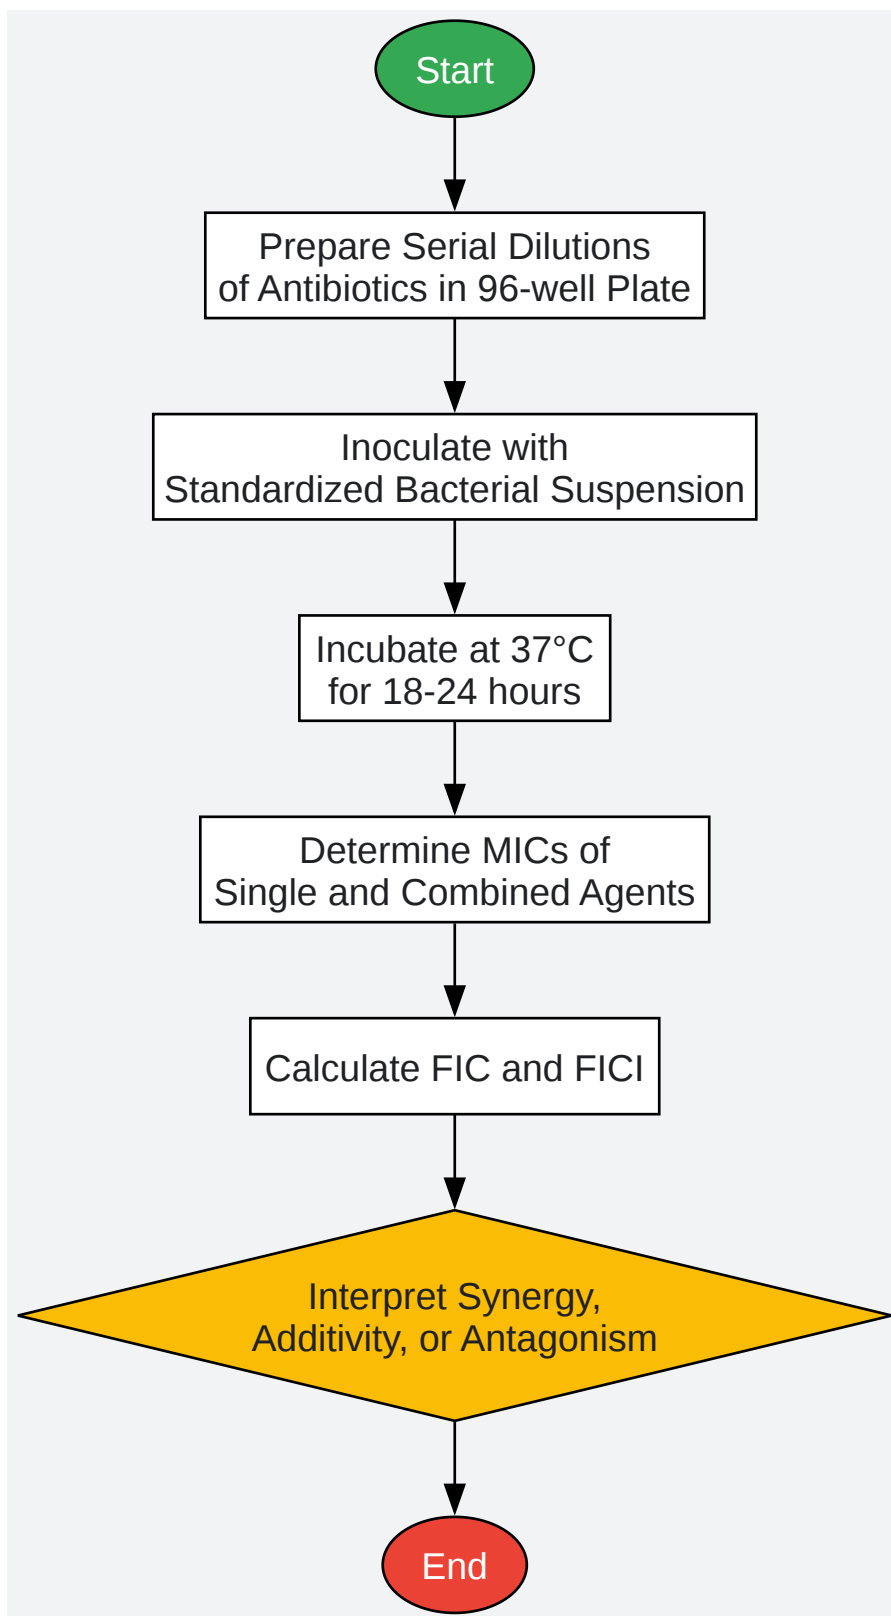 Start
Prepare Serial Dilutions
of Antibiotics in 96-well Plate
Inoculate with
Standardized Bacterial Suspension
Incubate at 37°C
for 18-24 hours
Determine MICs of
Single and Combined Agents
Calculate FIC and FICI
Interpret Synergy,
Additivity, or Antagonism
End